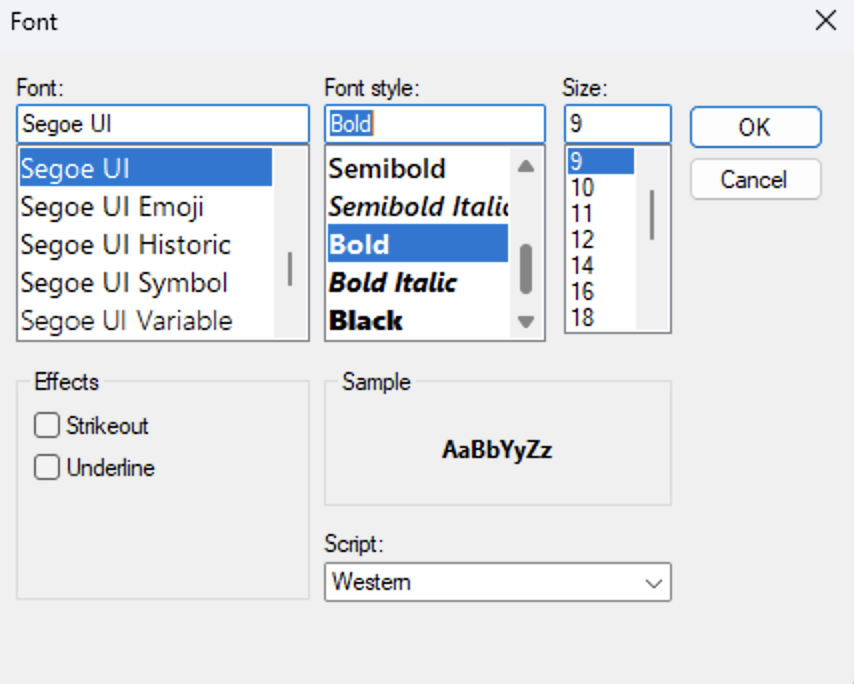 Font
Font:
Segoe UI
Segoe UI
Segoe UI Emoji
Segoe UI Historic
Segoe UI Symbol
Segoe UI Variable
Font style:
Bold
Semibold
Semibold Italic
Bold
Bold Italic
Black
Size:
9
9
10
11
12
14
16
18
OK
Cancel
Effects
Strikeout
Underline
Sample
AaBbYyZz
Script:
Western